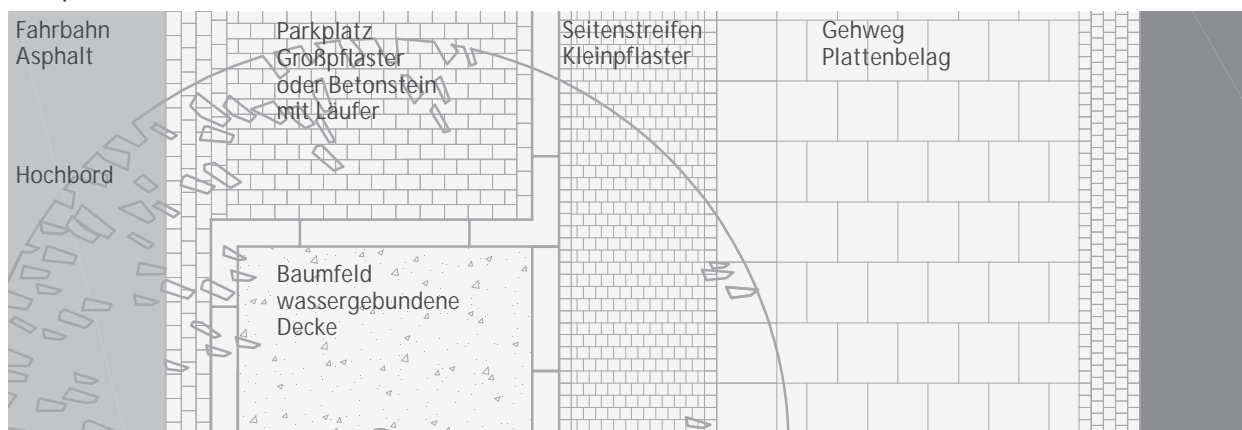 Fahrbahn
Asphalt
Hochbord
Parkplatz
Großpflaster
oder Betonstein
mit Läufer
Baumfeld
wassergebundene
Decke
Seitenstreifen
Kleinpflaster
Gehweg
Plattenbelag